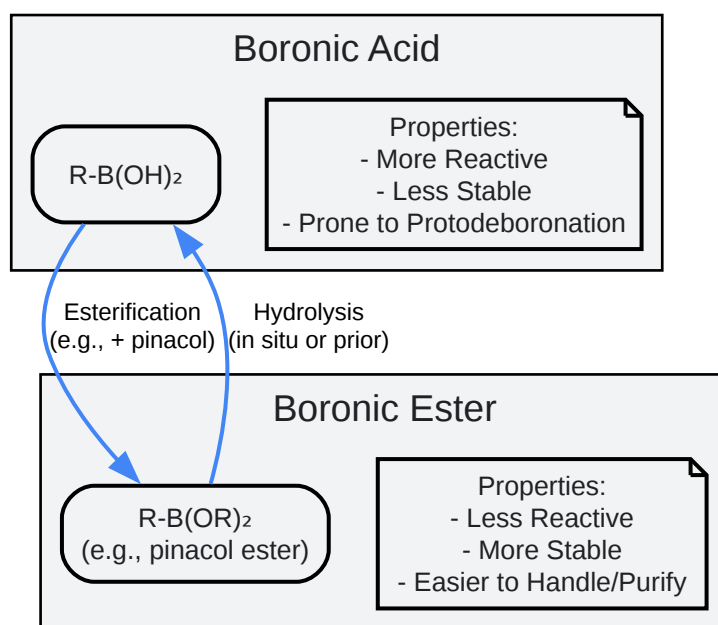 Boronic Acid
R-B(OH)₂
Properties:
- More Reactive
- Less Stable
- Prone to Protodeboronation
Esterification
(e.g., + pinacol)
Hydrolysis
(in situ or prior)
Boronic Ester
R-B(OR)₂
(e.g., pinacol ester)
Properties:
- Less Reactive
- More Stable
- Easier to Handle/Purify